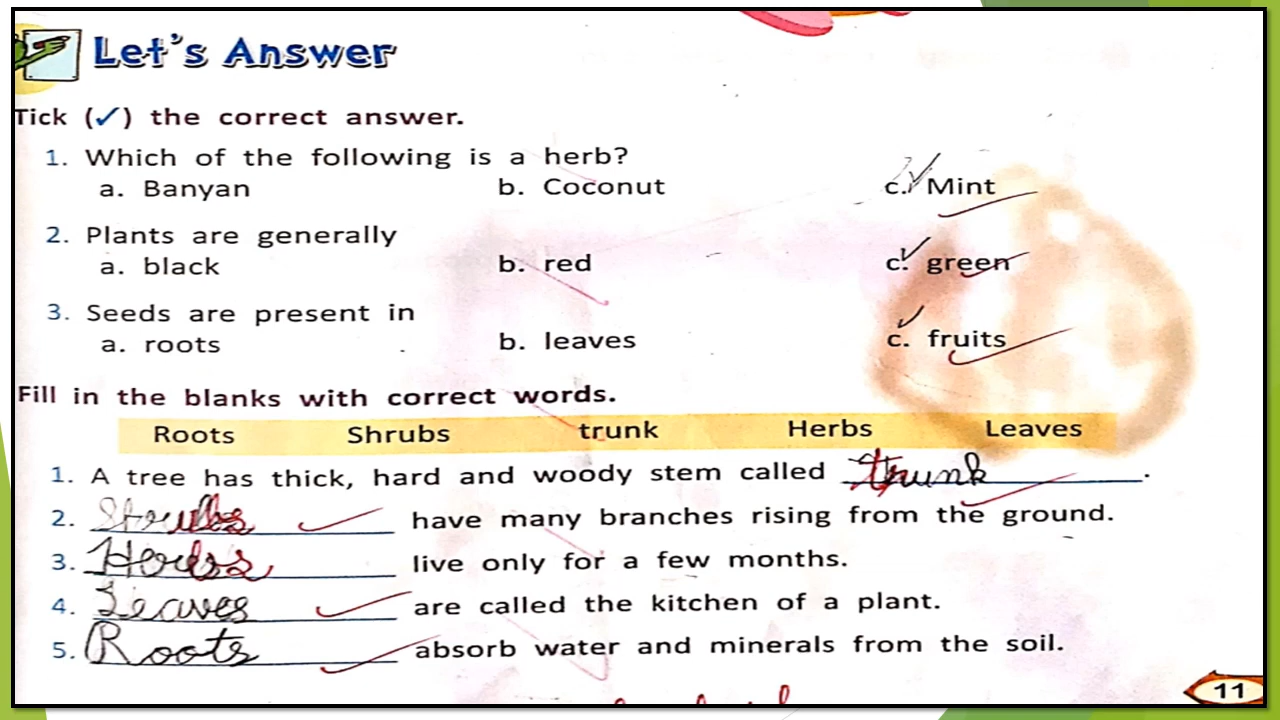 Let's Answer
Tick (✓) the correct answer.
1. Which of the following is a herb?
a. Banyan b. Coconut c. Mint
2. Plants are generally
a. black b. red c. green
3. Seeds are present in
a. roots b. leaves c. fruits
Fill in the blanks with correct words.
Roots Shrubs trunk Herbs Leaves
1. A tree has thick, hard and woody stem called trunk.
2. Shrubs have many branches rising from the ground.
3. Herbs live only for a few months.
4. Leaves are called the kitchen of a plant.
5. Roots absorb water and minerals from the soil.
11